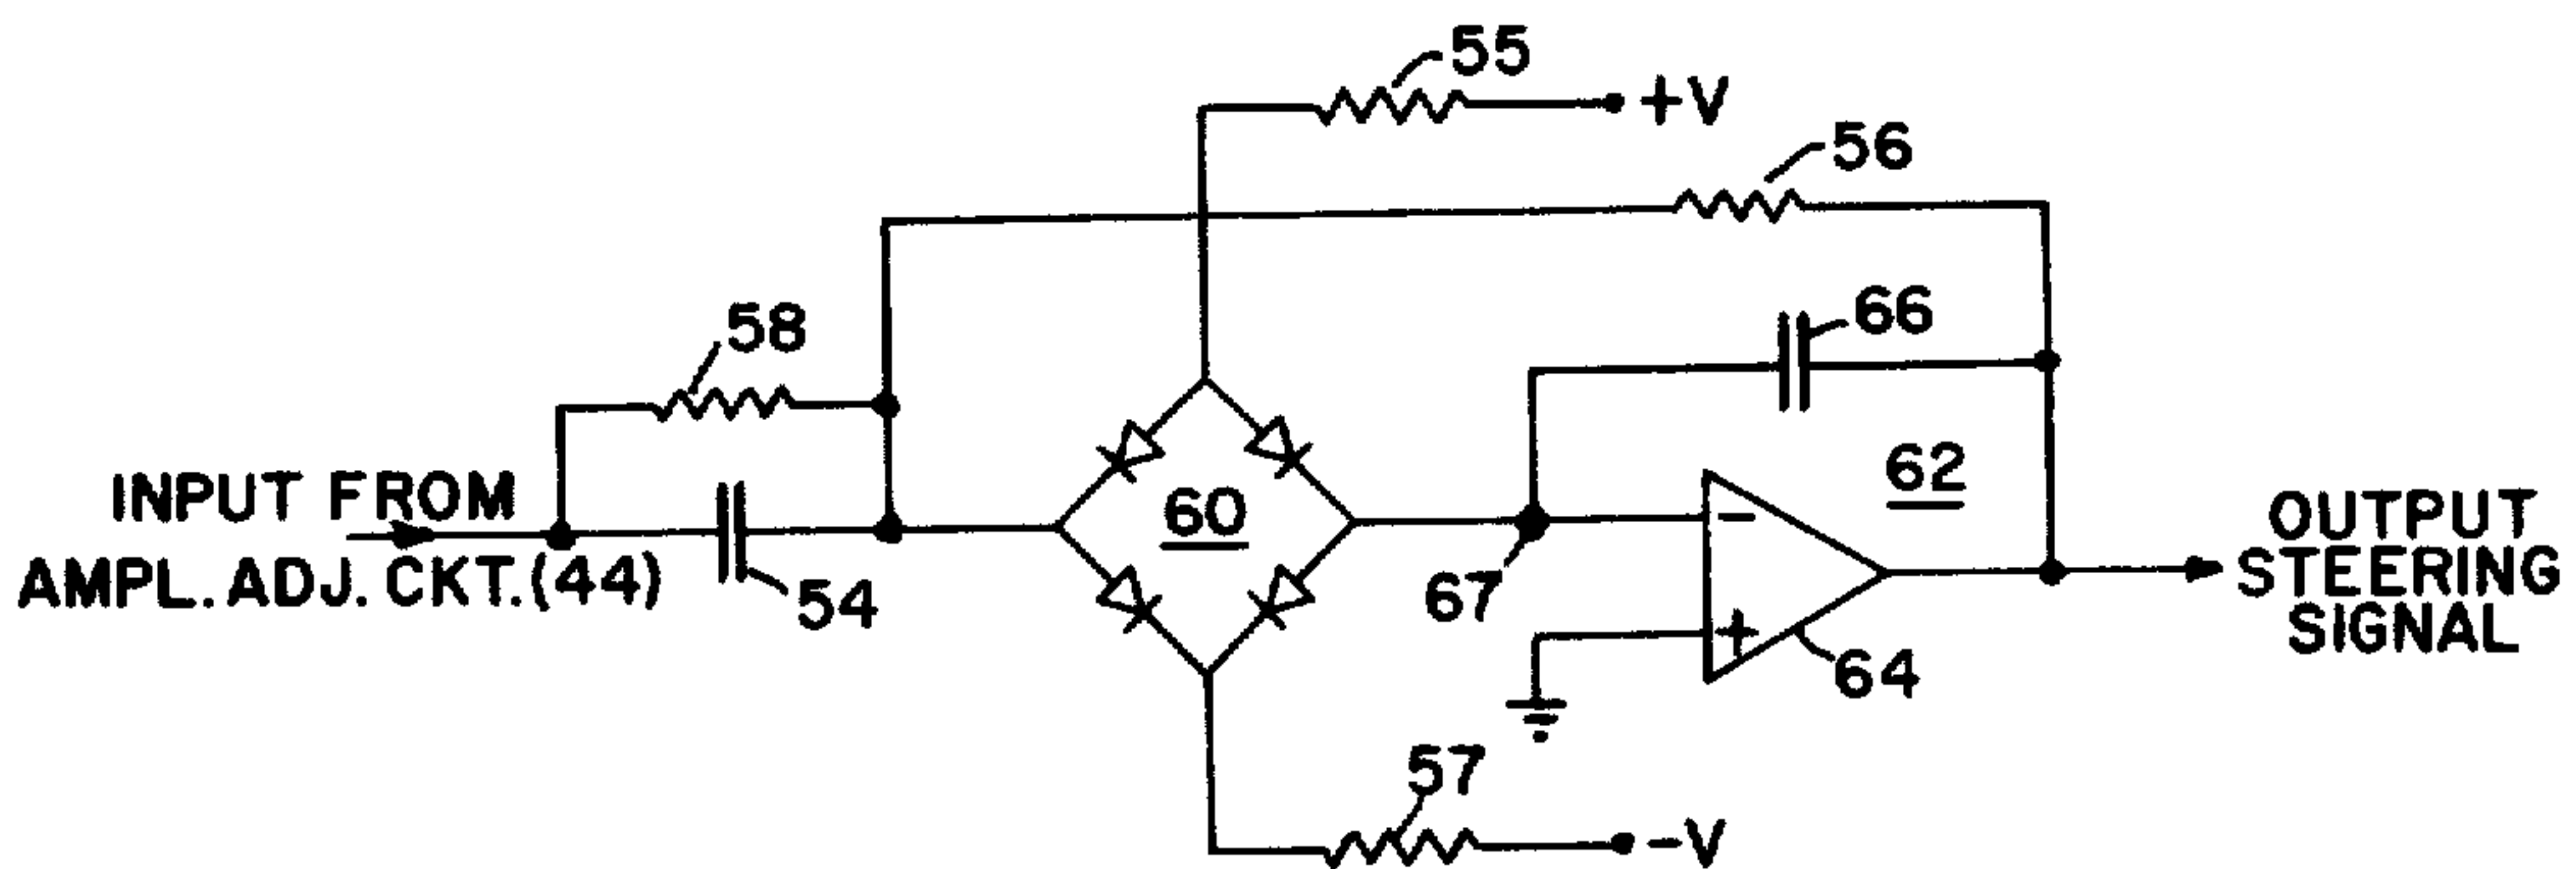 55
+V
56
58
66
INPUT FROM
AMPL. ADJ. CKT. (44)
54
60
67
-
+
62
64
OUTPUT
STEERING
SIGNAL
57
-V